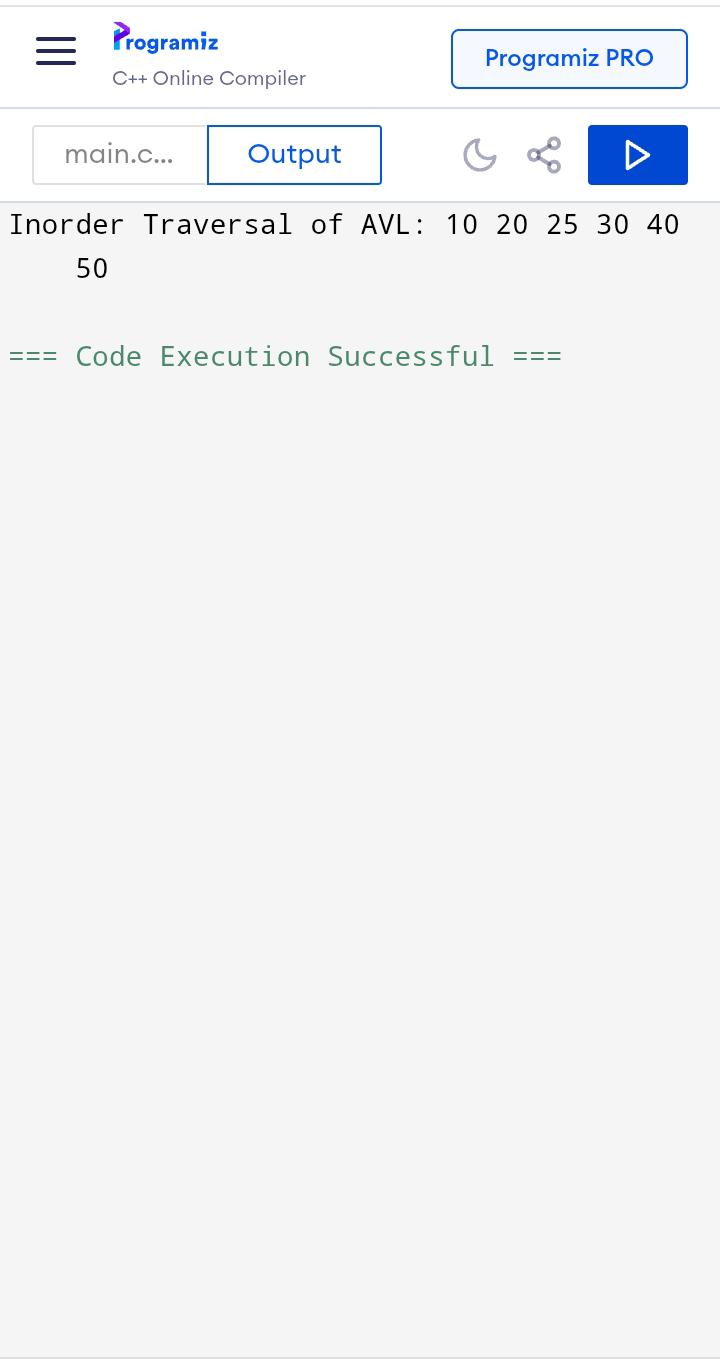 Programiz
C++ Online Compiler
Programiz PRO
main.c...
Output
Inorder Traversal of AVL: 10 20 25 30 40
50
=== Code Execution Successful ===